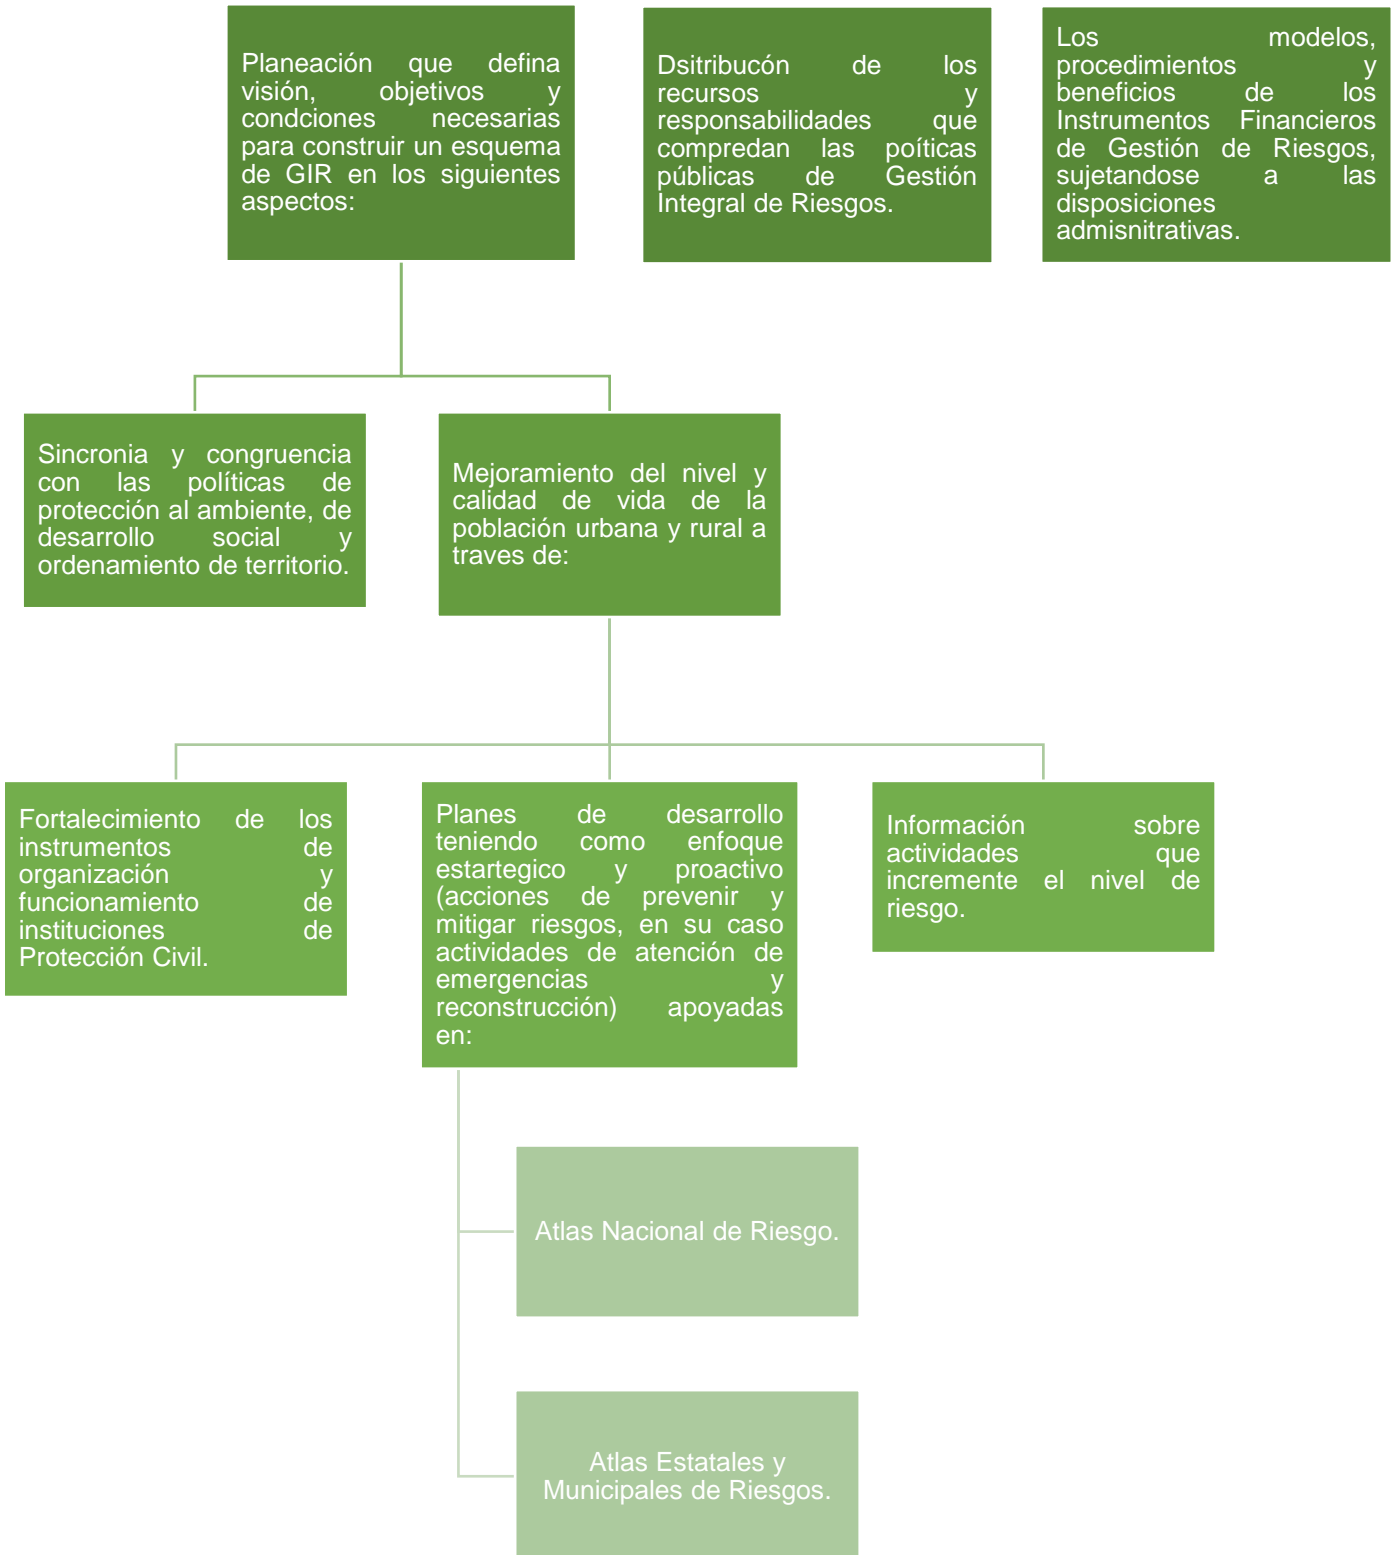 Planeación que defina
visión, objetivos y
condciones necesarias
para construir un esquema
de GIR en los siguientes
aspectos:
Dsitribucón de los
recursos y
responsabilidades que
compredan las poíticas
públicas de Gestión
Integral de Riesgos.
Los modelos,
procedimientos y
beneficios de los
Instrumentos Financieros
de Gestión de Riesgos,
sujetandose a las
disposiciones
admisnitrativas.
Sincronia y congruencia
con las políticas de
protección al ambiente, de
desarrollo social y
ordenamiento de territorio.
Mejoramiento del nivel y
calidad de vida de la
población urbana y rural a
traves de:
Fortalecimiento de los
instrumentos de
organización y
funcionamiento de
instituciones de
Protección Civil.
Planes de desarrollo
teniendo como enfoque
estartegico y proactivo
(acciones de prevenir y
mitigar riesgos, en su caso
actividades de atención de
emergencias y
reconstrucción) apoyadas
en:
Información sobre
actividades que
incremente el nivel de
riesgo.
Atlas Nacional de Riesgo.
Atlas Estatales y
Municipales de Riesgos.